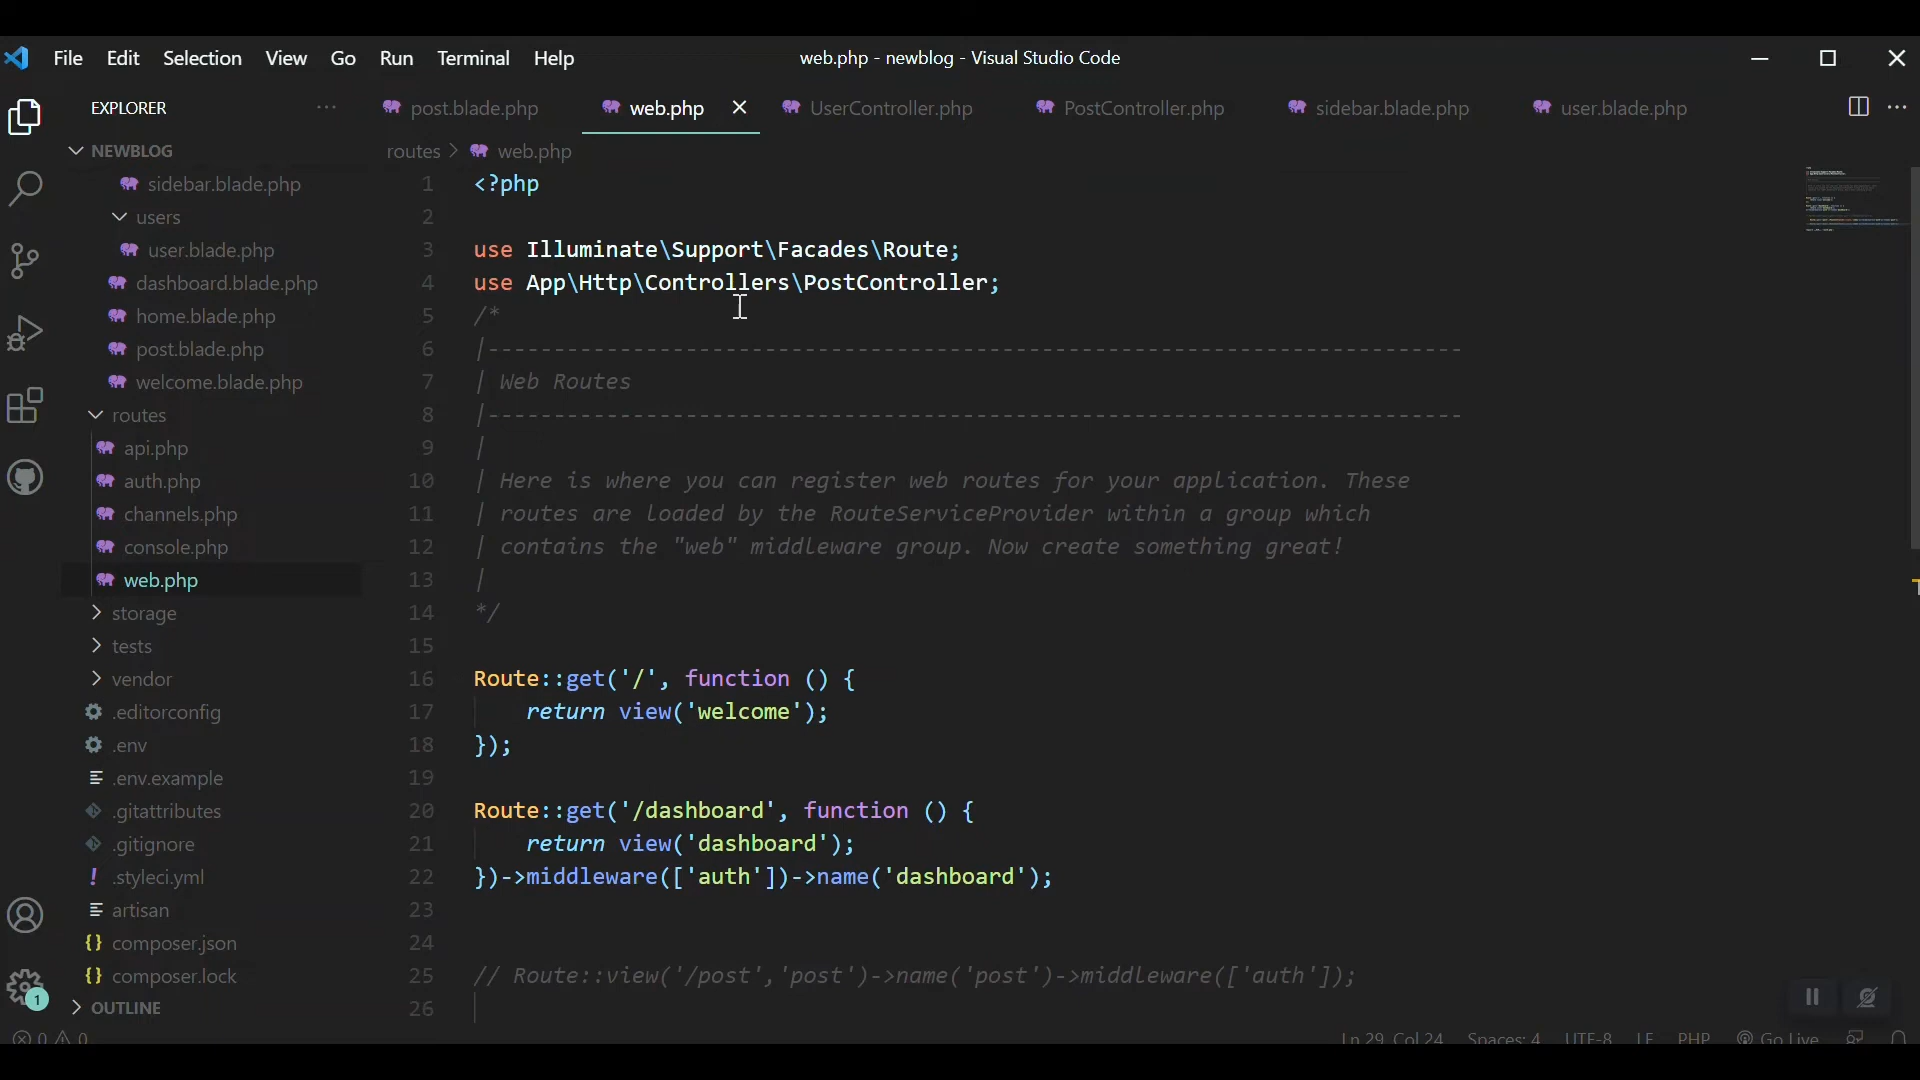 File Edit Selection View Go Run Terminal Help
web.php - newblog - Visual Studio Code
EXPLORER ···
post.blade.php web.php UserController.php PostController.php sidebar.blade.php user.blade.php
NEWBLOG
routes > web.php
sidebar.blade.php
users
user.blade.php
dashboard.blade.php
home.blade.php
post.blade.php
welcome.blade.php
routes
api.php
auth.php
channels.php
console.php
web.php
storage
tests
vendor
.editorconfig
.env
.env.example
.gitattributes
.gitignore
.styleci.yml
artisan
composer.json
composer.lock
OUTLINE
1
1 <?php
2
3 use Illuminate\Support\Facades\Route;
4 use App\Http\Controllers\PostController;
5 /*
6 |--------------------------------------------------------------------------
7 | Web Routes
8 |--------------------------------------------------------------------------
9 |
10 | Here is where you can register web routes for your application. These
11 | routes are loaded by the RouteServiceProvider within a group which
12 | contains the "web" middleware group. Now create something great!
13 |
14 */
15
16 Route::get('/', function () {
17 return view('welcome');
18 });
19
20 Route::get('/dashboard', function () {
21 return view('dashboard');
22 })->middleware(['auth'])->name('dashboard');
23
24
25 // Route::view('/post','post')->name('post')->middleware(['auth']);
26
0 0 Ln 29, Col 24 Spaces: 4 UTF-8 LF PHP Go Live